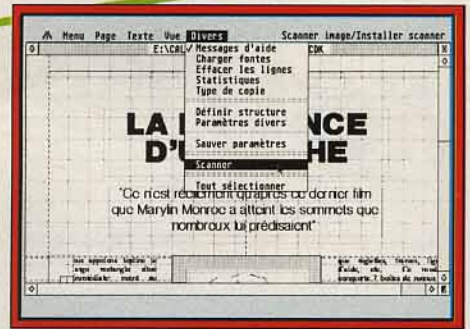 Menu Page Texte Vue Divers Scanner image/Installer scanner
E:\CAL CDK
✓ Messages d'aide
Charger fontes
Effacer les lignes
Statistiques
Type de copie
Définir structure
Paramètres divers
Sauver paramètres
Scanner
Tout sélectionner
LA NCE
D'U HE
"Ce n'est réellement qu'après ce dernier film
que Marylin Monroe a atteint les sommets que
nombreux lui prédisaient"